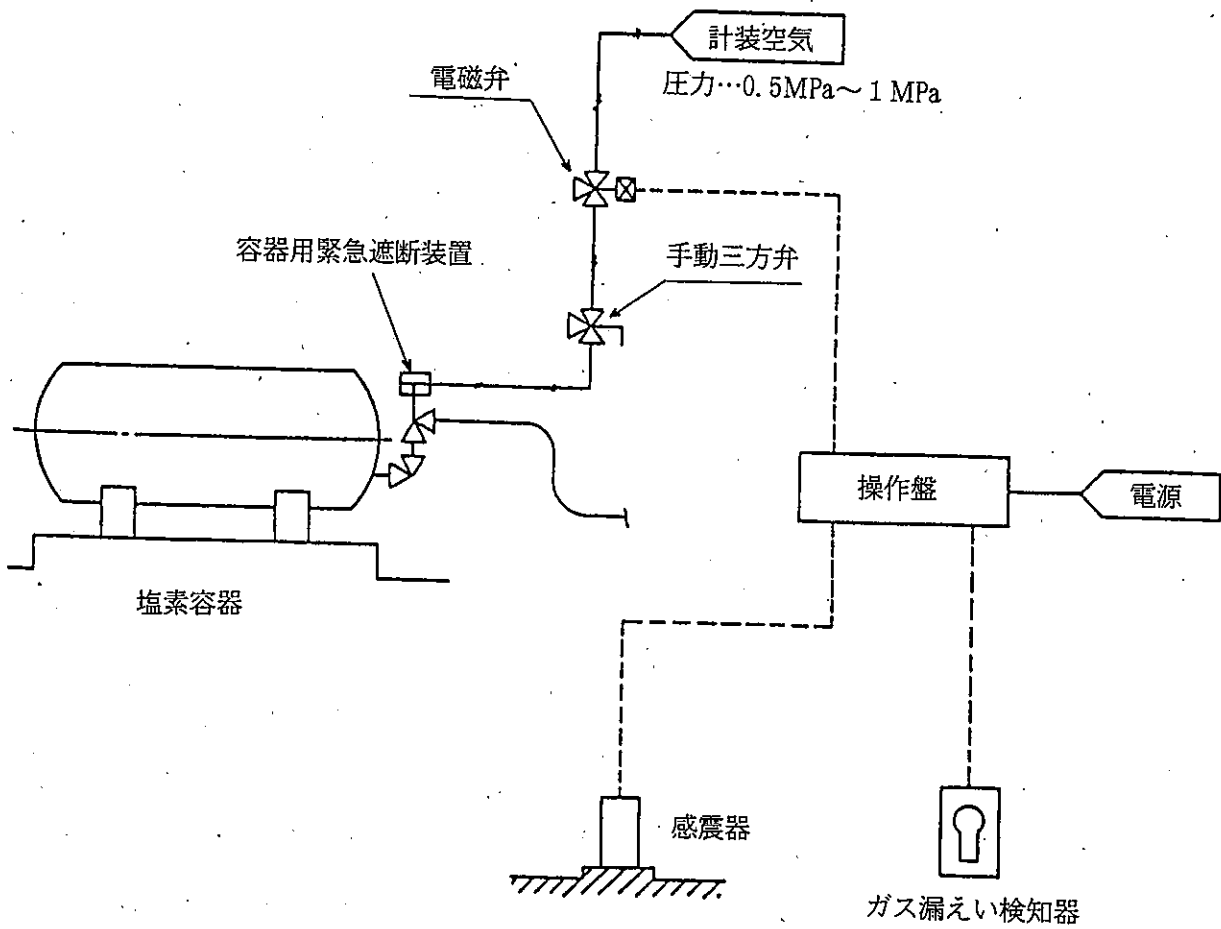 計装空気
圧力…0.5MPa～1 MPa
電磁弁
容器用緊急遮断装置
手動三方弁
操作盤
電源
塩素容器
感震器
ガス漏えい検知器